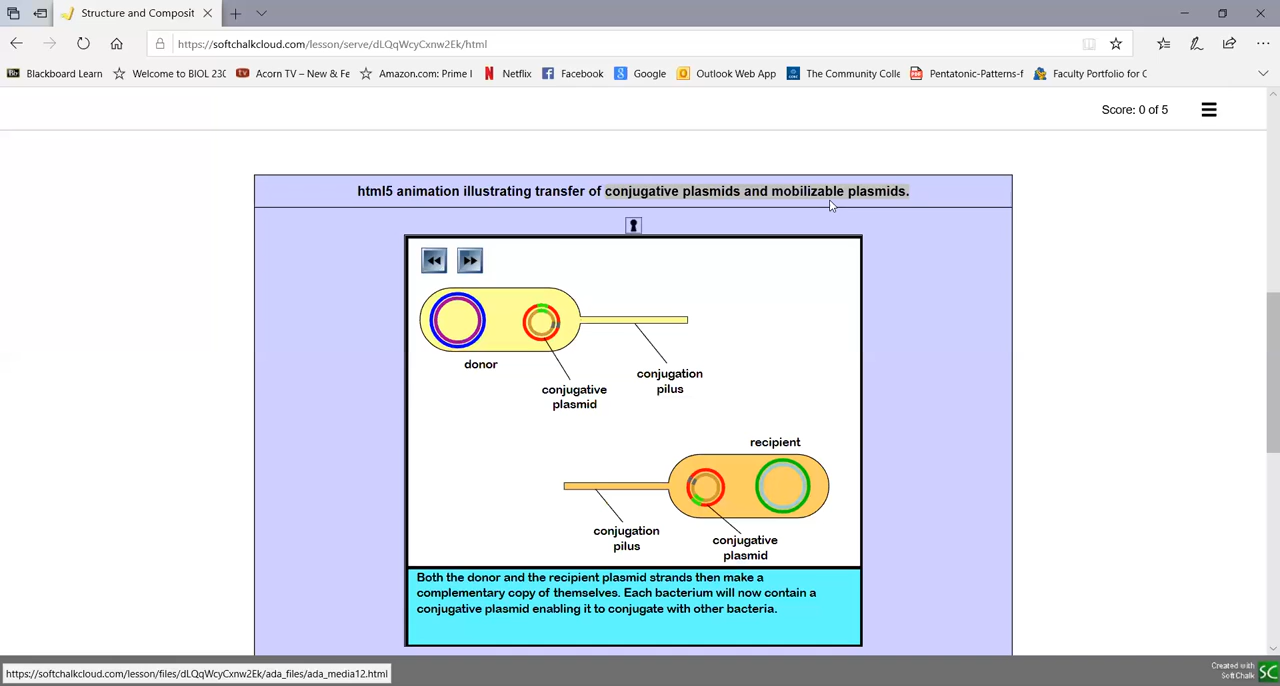 Structure and Composit
https://softchalkcloud.com/lesson/serve/dLQqWcyCxnw2Ek/html
Bb Blackboard Learn Welcome to BIOL 230 Acorn TV – New & Fe Amazon.com: Prime I Netflix Facebook Google Outlook Web App The Community Colle Pentatonic-Patterns-f Faculty Portfolio for C
Score: 0 of 5
html5 animation illustrating transfer of conjugative plasmids and mobilizable plasmids.
donor
conjugative
plasmid
conjugation
pilus
recipient
conjugation
pilus
conjugative
plasmid
Both the donor and the recipient plasmid strands then make a
complementary copy of themselves. Each bacterium will now contain a
conjugative plasmid enabling it to conjugate with other bacteria.
https://softchalkcloud.com/lesson/files/dLQqWcyCxnw2Ek/ada_files/ada_media12.html
Created with
SoftChalk
SC